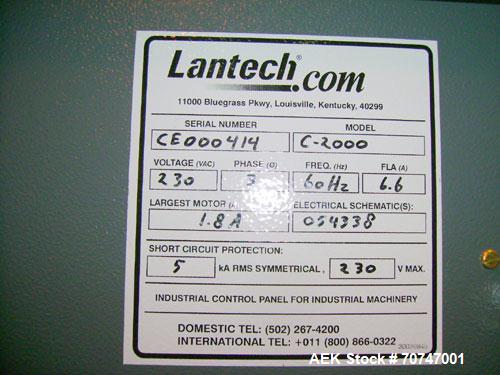 Lantech®.com
11000 Bluegrass Pkwy, Louisville, Kentucky, 40299
SERIAL NUMBER MODEL
CE000414 C-2000
VOLTAGE (VAC) PHASE (Ø) FREQ. (Hz) FLA (A)
230 3 60Hz 6.6
LARGEST MOTOR ELECTRICAL SCHEMATIC(S):
1.8A 054338
SHORT CIRCUIT PROTECTION:
5 kA RMS SYMMETRICAL, 230 V MAX.
INDUSTRIAL CONTROL PANEL FOR INDUSTRIAL MACHINERY
DOMESTIC TEL: (502) 267-4200
INTERNATIONAL TEL: +011 (800) 866-0322
AEK Stock # 70747001